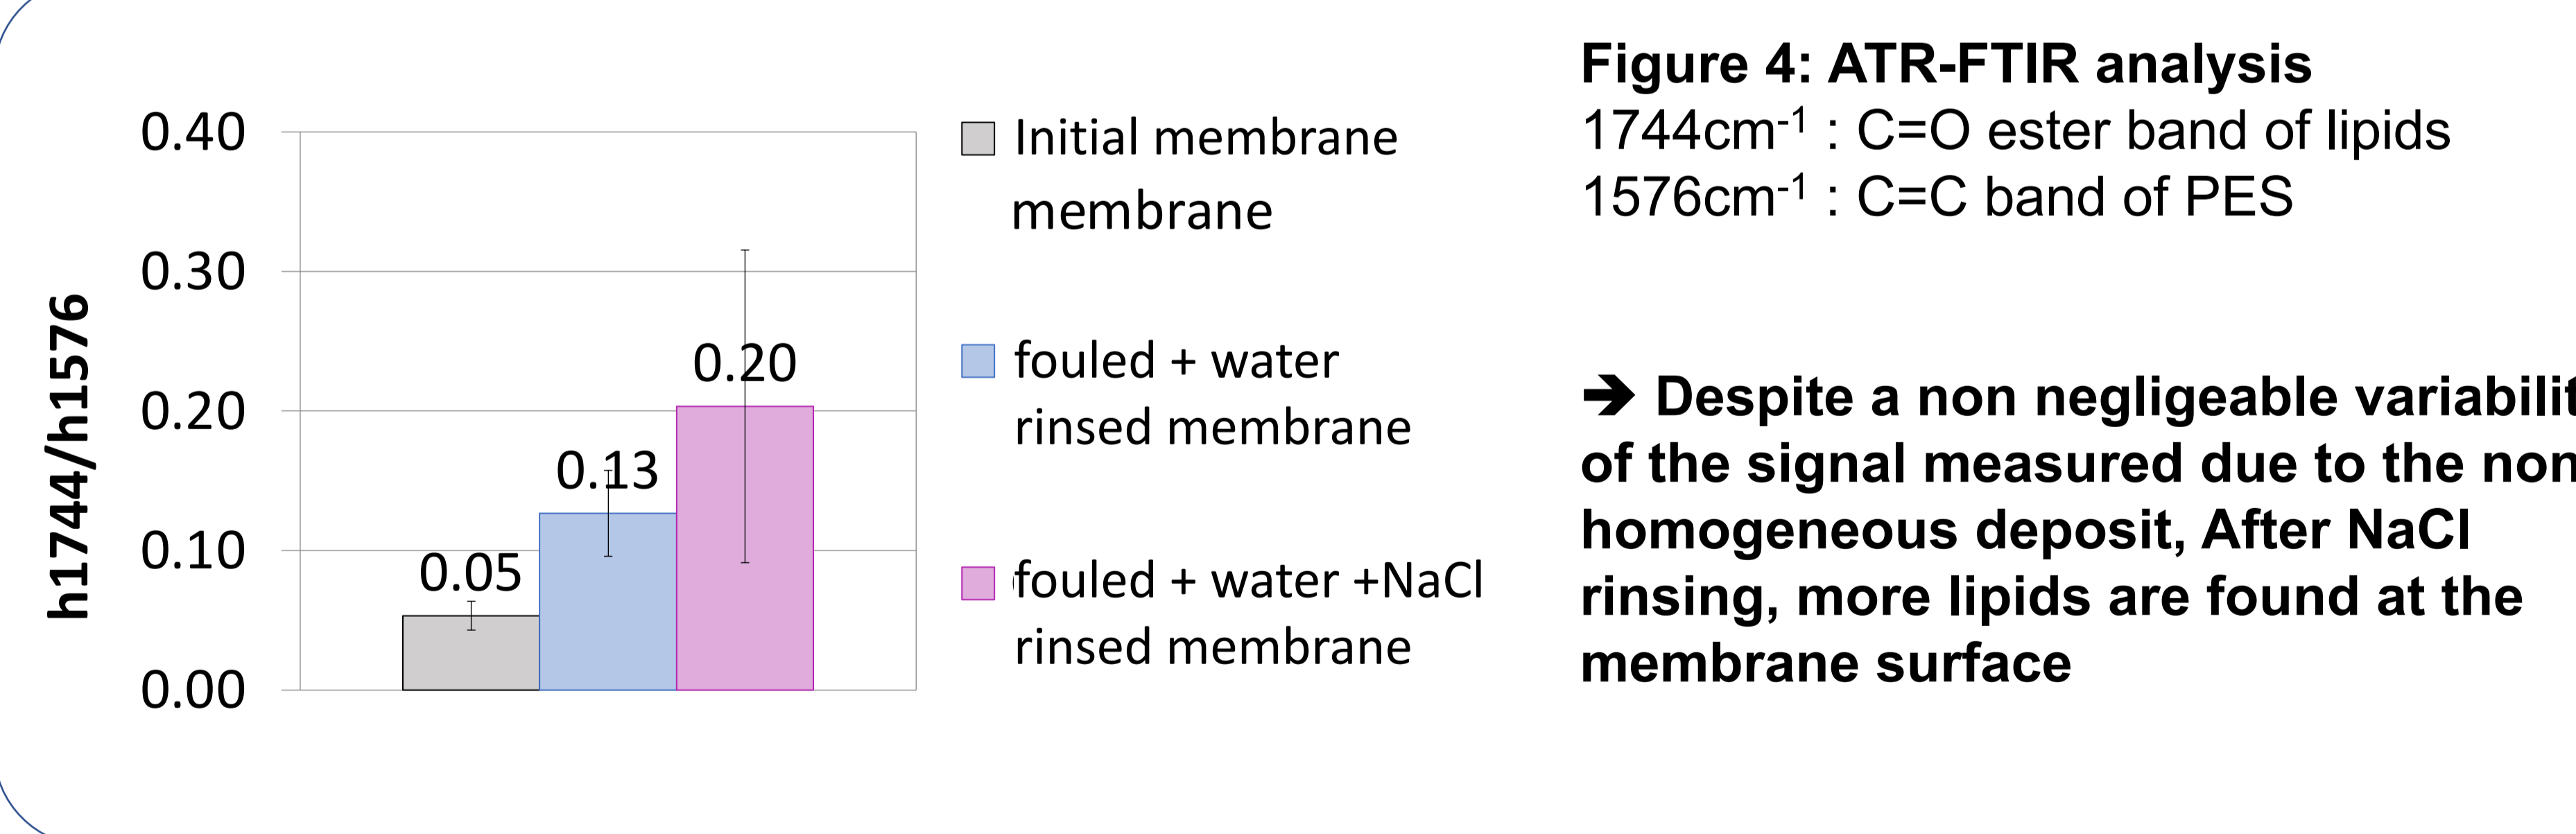 h1744/h1576
0.40
0.30
0.20
0.10
0.00
0.05
0.13
0.20
Initial membrane
membrane
fouled + water
rinsed membrane
fouled + water +NaCl
rinsed membrane
Figure 4: ATR-FTIR analysis
1744cm⁻¹ : C=O ester band of lipids
1576cm⁻¹ : C=C band of PES
➔ Despite a non negligeable variabilit
of the signal measured due to the non
homogeneous deposit, After NaCl
rinsing, more lipids are found at the
membrane surface